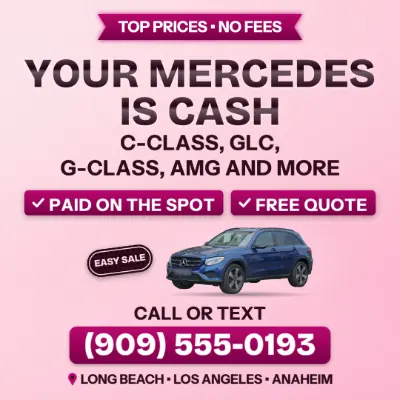 TOP PRICES • NO FEES
YOUR MERCEDES
IS CASH
C-CLASS, GLC,
G-CLASS, AMG AND MORE
PAID ON THE SPOT
FREE QUOTE
EASY SALE
CALL OR TEXT
(909) 555-0193
LONG BEACH • LOS ANGELES • ANAHEIM